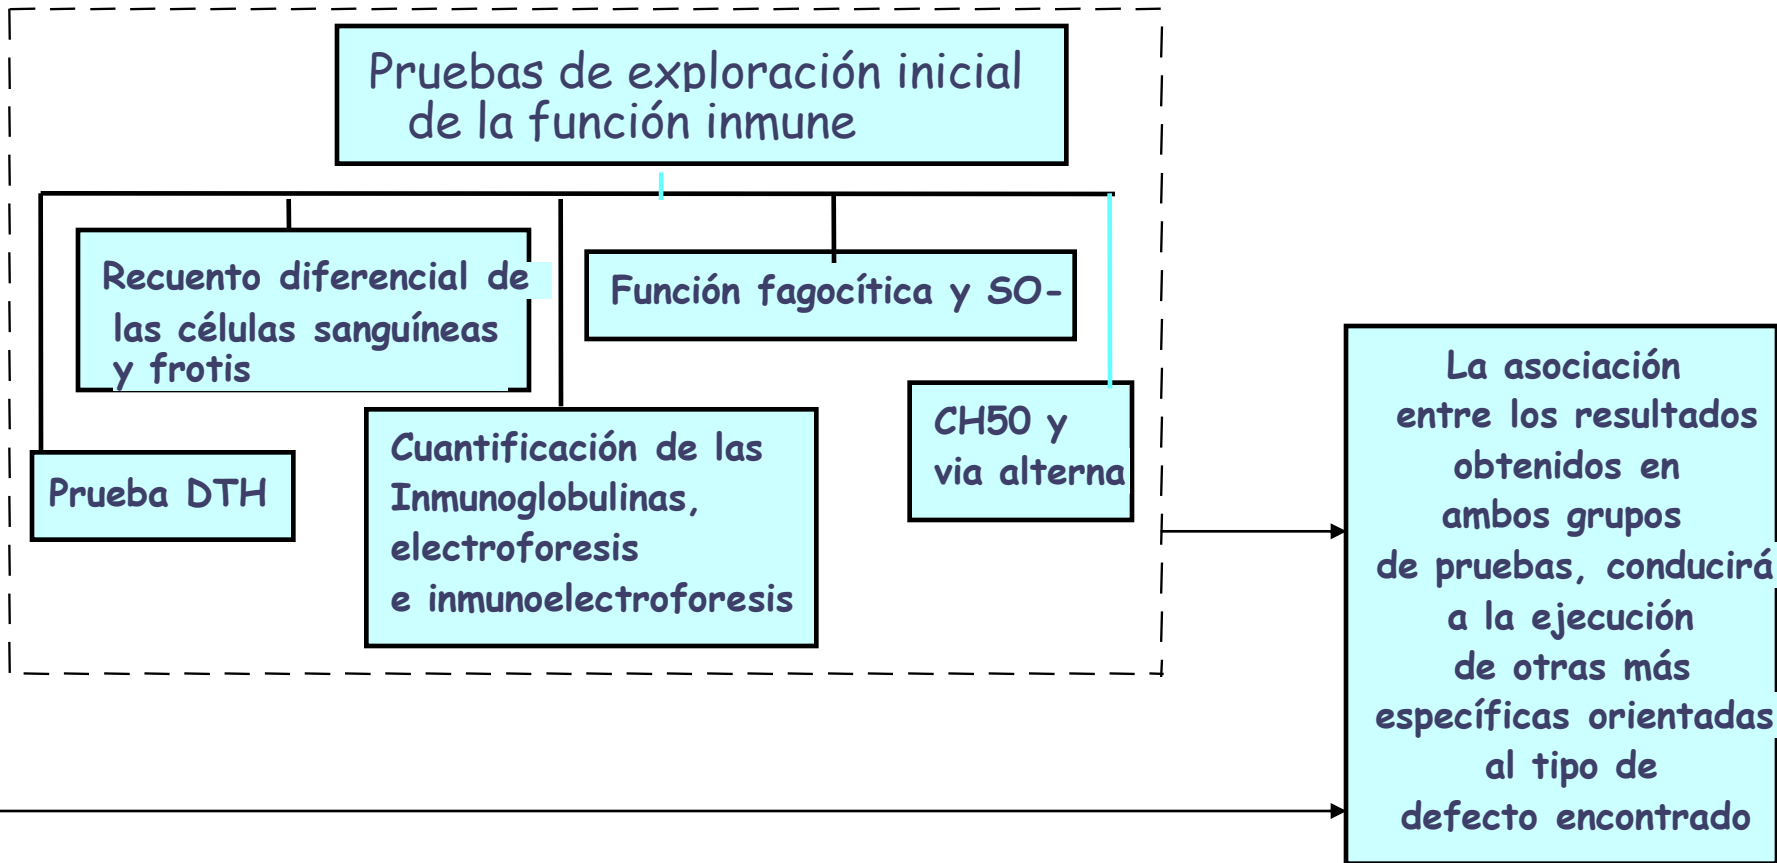 Pruebas de exploración inicial
de la función inmune
Recuento diferencial de
las células sanguíneas
y frotis
Función fagocítica y SO-
Prueba DTH
Cuantificación de las
Inmunoglobulinas,
electroforesis
e inmunoelectroforesis
CH50 y
via alterna
La asociación
entre los resultados
obtenidos en
ambos grupos
de pruebas, conducirá
a la ejecución
de otras más
específicas orientadas
al tipo de
defecto encontrado